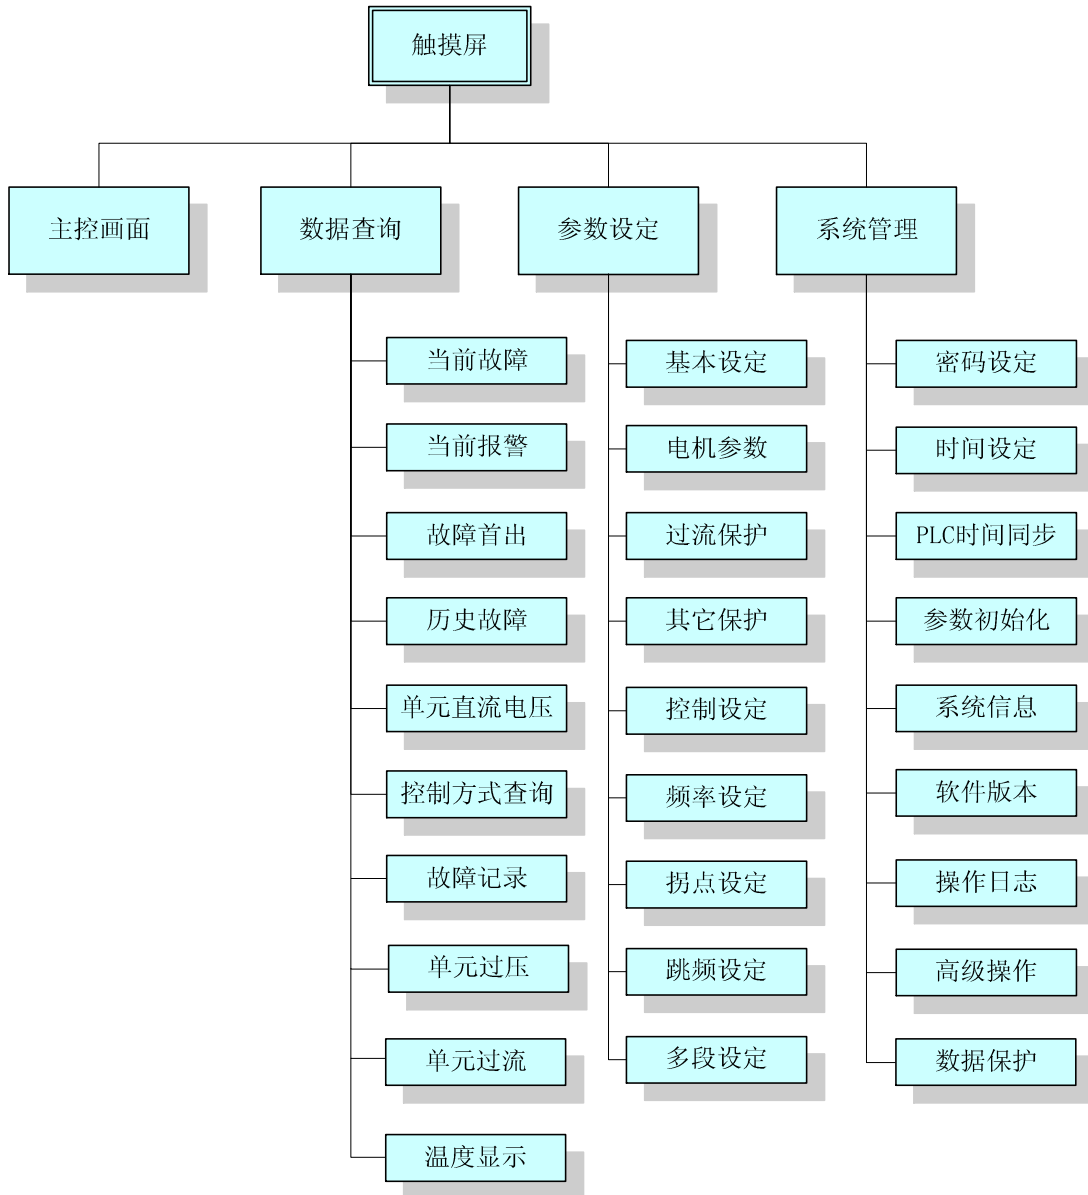 触摸屏
主控画面
数据查询
参数设定
系统管理
当前故障
当前报警
故障首出
历史故障
单元直流电压
控制方式查询
故障记录
单元过压
单元过流
温度显示
基本设定
电机参数
过流保护
其它保护
控制设定
频率设定
拐点设定
跳频设定
多段设定
密码设定
时间设定
PLC时间同步
参数初始化
系统信息
软件版本
操作日志
高级操作
数据保护